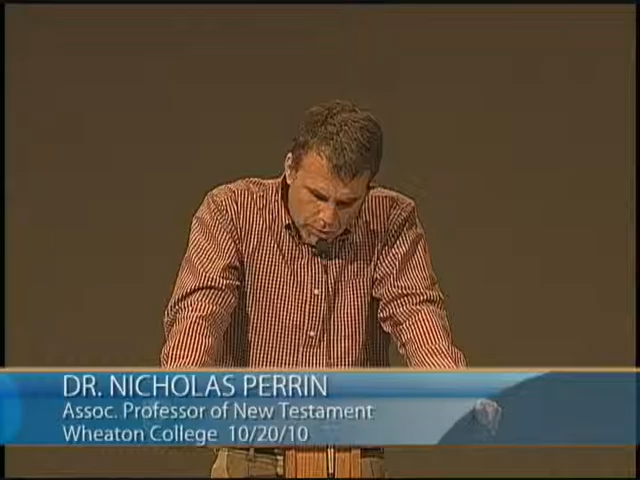 DR. NICHOLAS PERRIN
Assoc. Professor of New Testament
Wheaton College 10/20/10